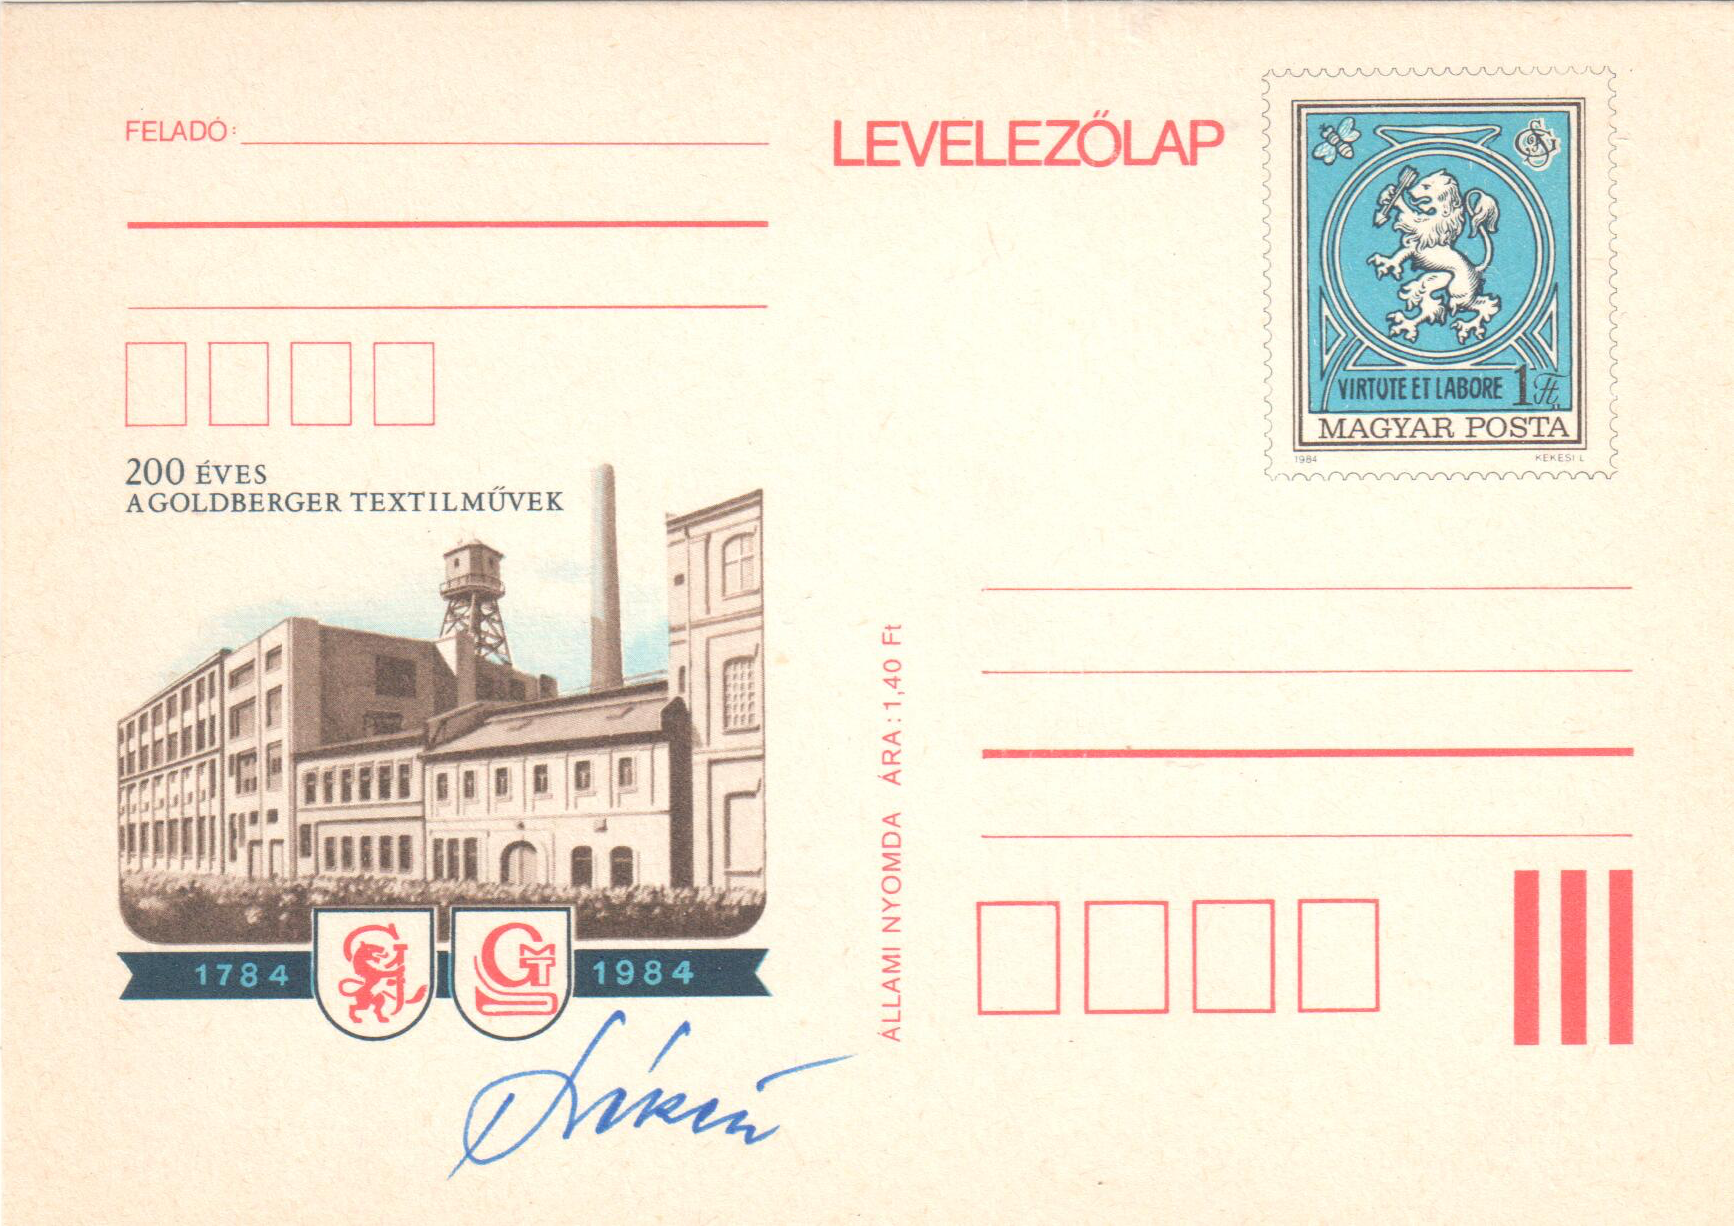 FELADÓ:
LEVELEZŐLAP
VIRTUTE ET LABORE 1 Ft
MAGYAR POSTA
1984 KÉKESI L
200 ÉVES
A GOLDBERGER TEXTILMŰVEK
1784 G GMT 1984
ÁLLAMI NYOMDA ÁRA: 1,40 Ft